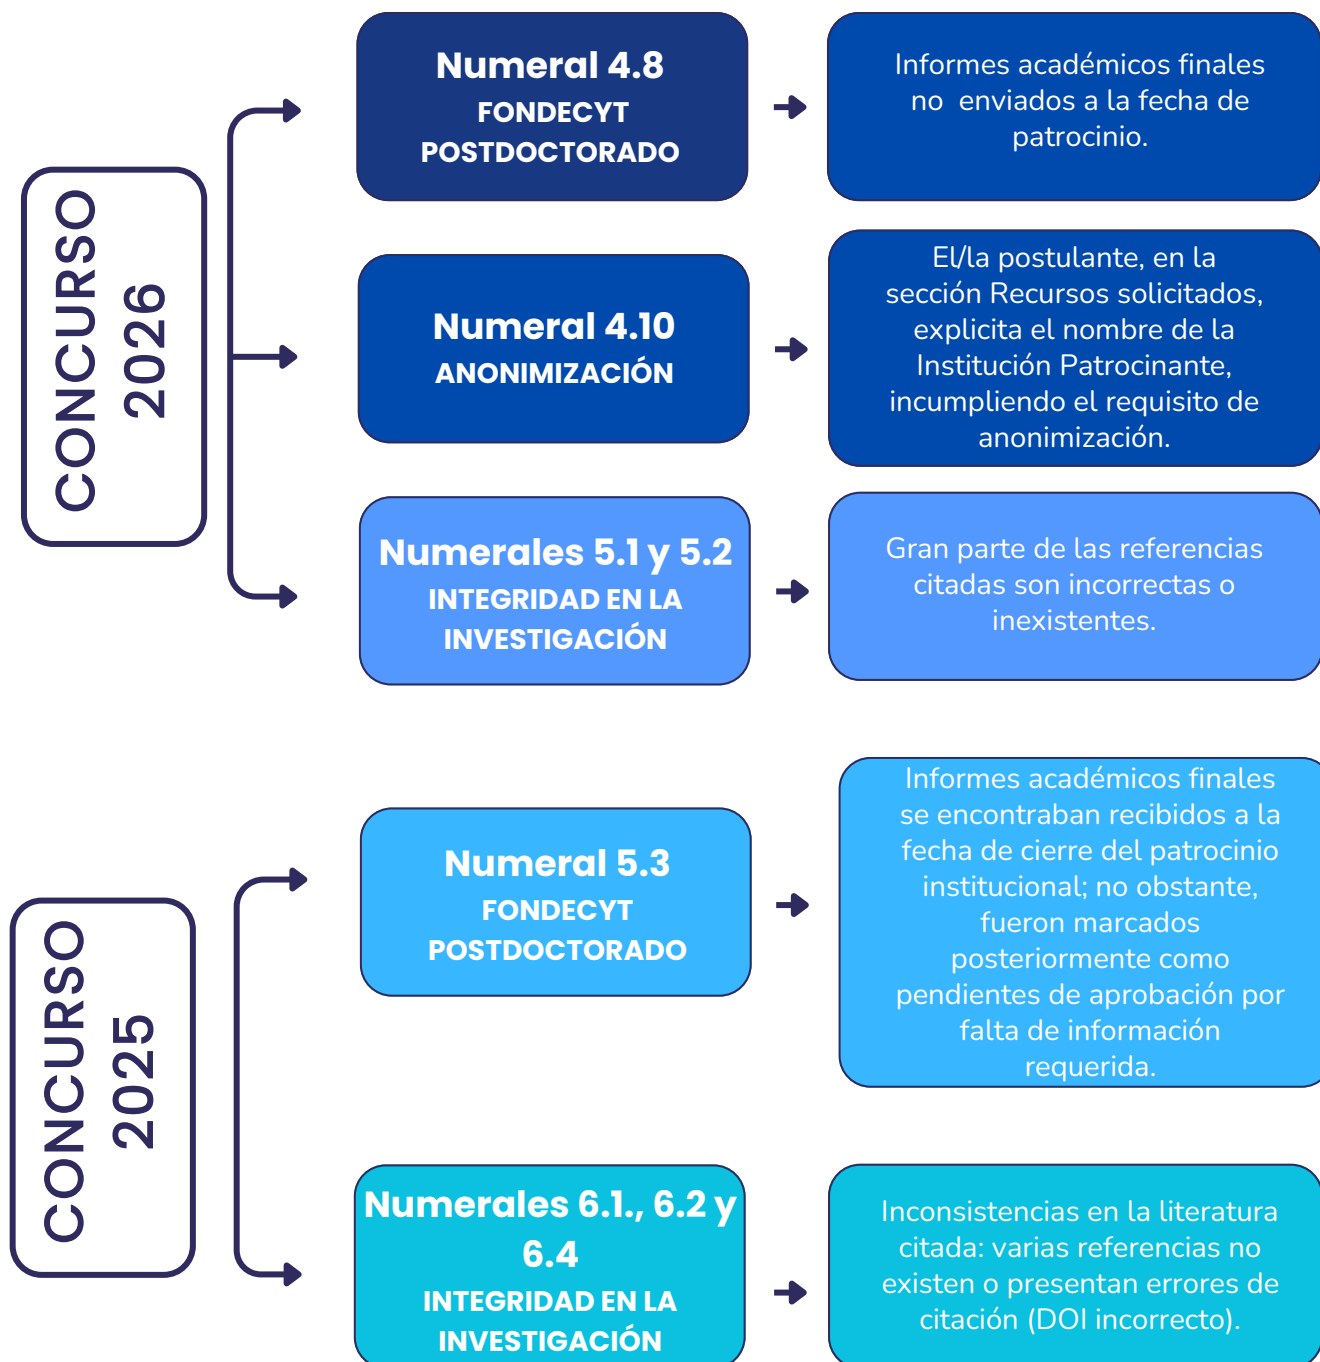 CONCURSO
2026
Numeral 4.8
FONDECYT
POSTDOCTORADO
Informes académicos finales
no enviados a la fecha de
patrocinio.
Numeral 4.10
ANONIMIZACIÓN
El/la postulante, en la
sección Recursos solicitados,
explicita el nombre de la
Institución Patrocinante,
incumpliendo el requisito de
anonimización.
Numerales 5.1 y 5.2
INTEGRIDAD EN LA
INVESTIGACIÓN
Gran parte de las referencias
citadas son incorrectas o
inexistentes.
CONCURSO
2025
Numeral 5.3
FONDECYT
POSTDOCTORADO
Informes académicos finales
se encontraban recibidos a la
fecha de cierre del patrocinio
institucional; no obstante,
fueron marcados
posteriormente como
pendientes de aprobación por
falta de información
requerida.
Numerales 6.1., 6.2 y
6.4
INTEGRIDAD EN LA
INVESTIGACIÓN
Inconsistencias en la literatura
citada: varias referencias no
existen o presentan errores de
citación (DOI incorrecto).